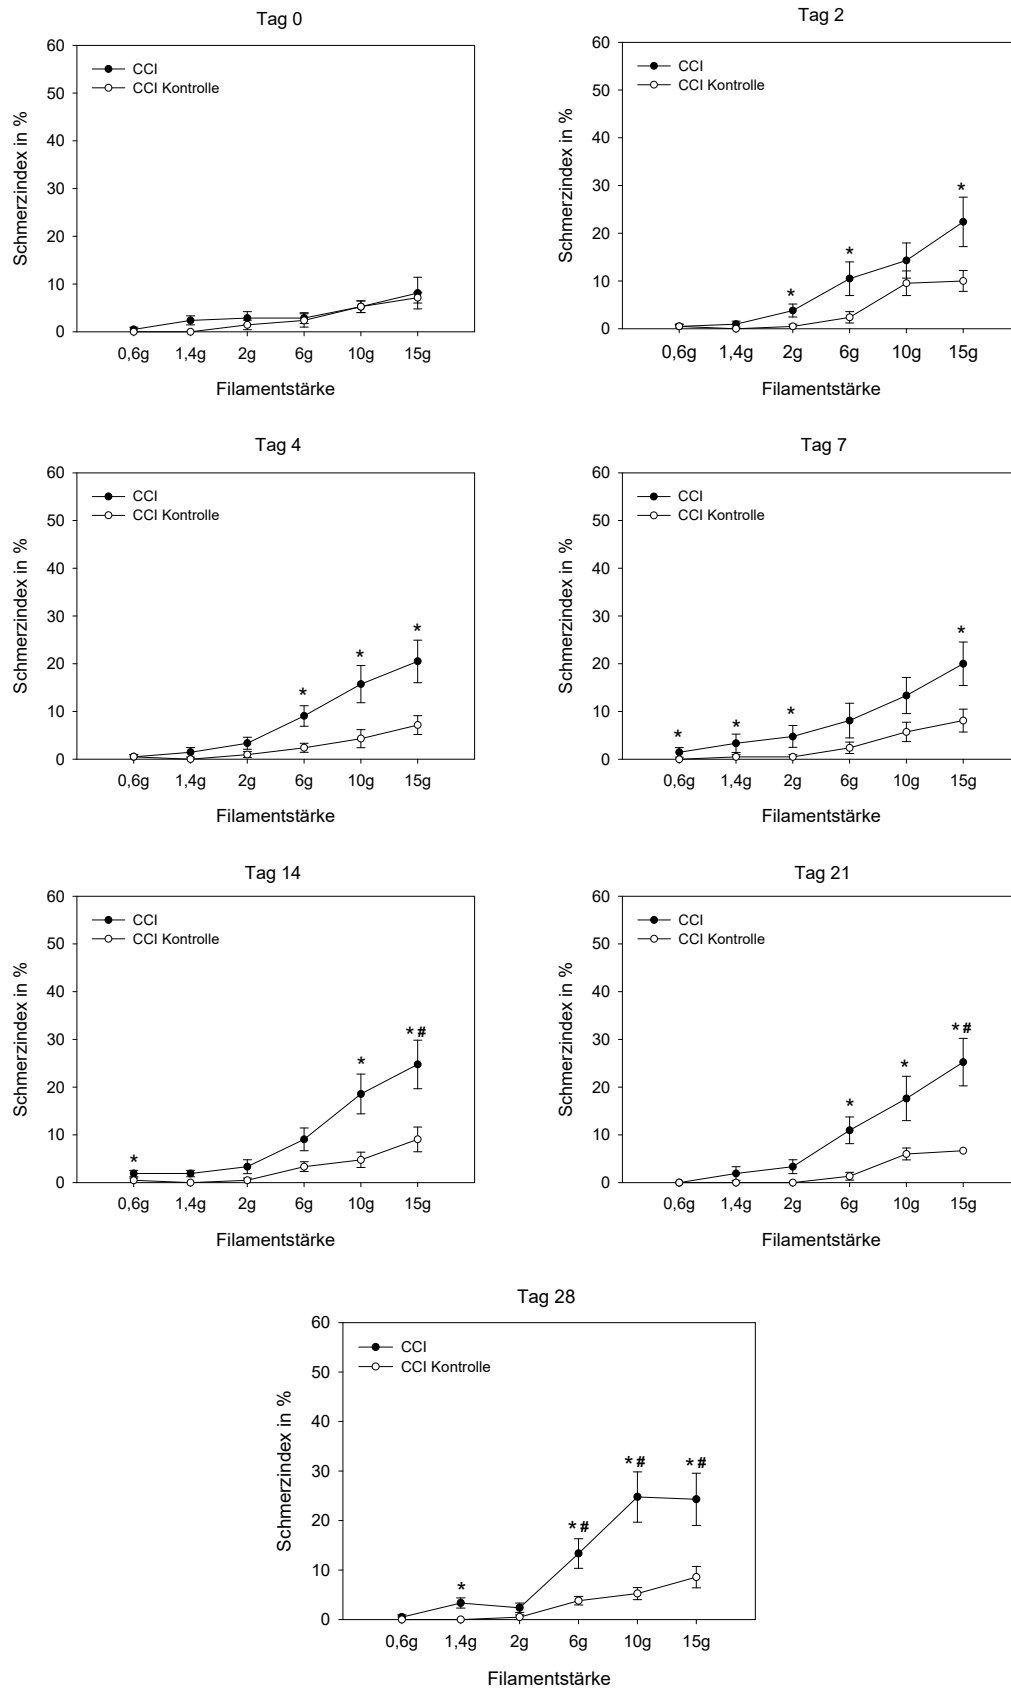 Tag 0
60
50
40
30
20
10
0
Schmerzindex in %
CCI
CCI Kontrolle
0,6g 1,4g 2g 6g 10g 15g
Filamentstärke
Tag 2
60
50
40
30
20
10
0
Schmerzindex in %
CCI
CCI Kontrolle
*
*
*
0,6g 1,4g 2g 6g 10g 15g
Filamentstärke
Tag 4
60
50
40
30
20
10
0
Schmerzindex in %
CCI
CCI Kontrolle
*
*
*
0,6g 1,4g 2g 6g 10g 15g
Filamentstärke
Tag 7
60
50
40
30
20
10
0
Schmerzindex in %
CCI
CCI Kontrolle
*
*
*
*
0,6g 1,4g 2g 6g 10g 15g
Filamentstärke
Tag 14
60
50
40
30
20
10
0
Schmerzindex in %
CCI
CCI Kontrolle
*
*
*#
0,6g 1,4g 2g 6g 10g 15g
Filamentstärke
Tag 21
60
50
40
30
20
10
0
Schmerzindex in %
CCI
CCI Kontrolle
*
*
*#
0,6g 1,4g 2g 6g 10g 15g
Filamentstärke
Tag 28
60
50
40
30
20
10
0
Schmerzindex in %
CCI
CCI Kontrolle
*
*#
*#
*#
0,6g 1,4g 2g 6g 10g 15g
Filamentstärke